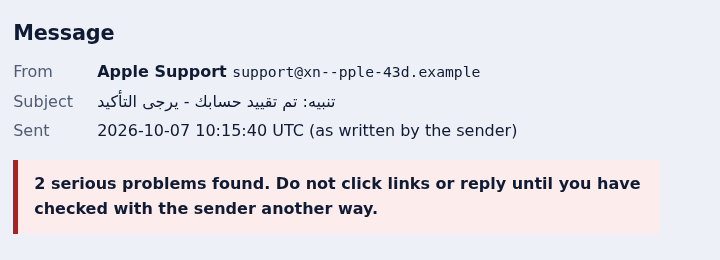 Message
From Apple Support support@xn--pple-43d.example
Subject تنبيه: تم تقييد حسابك - يرجى التأكيد
Sent 2026-10-07 10:15:40 UTC (as written by the sender)
2 serious problems found. Do not click links or reply until you have
checked with the sender another way.